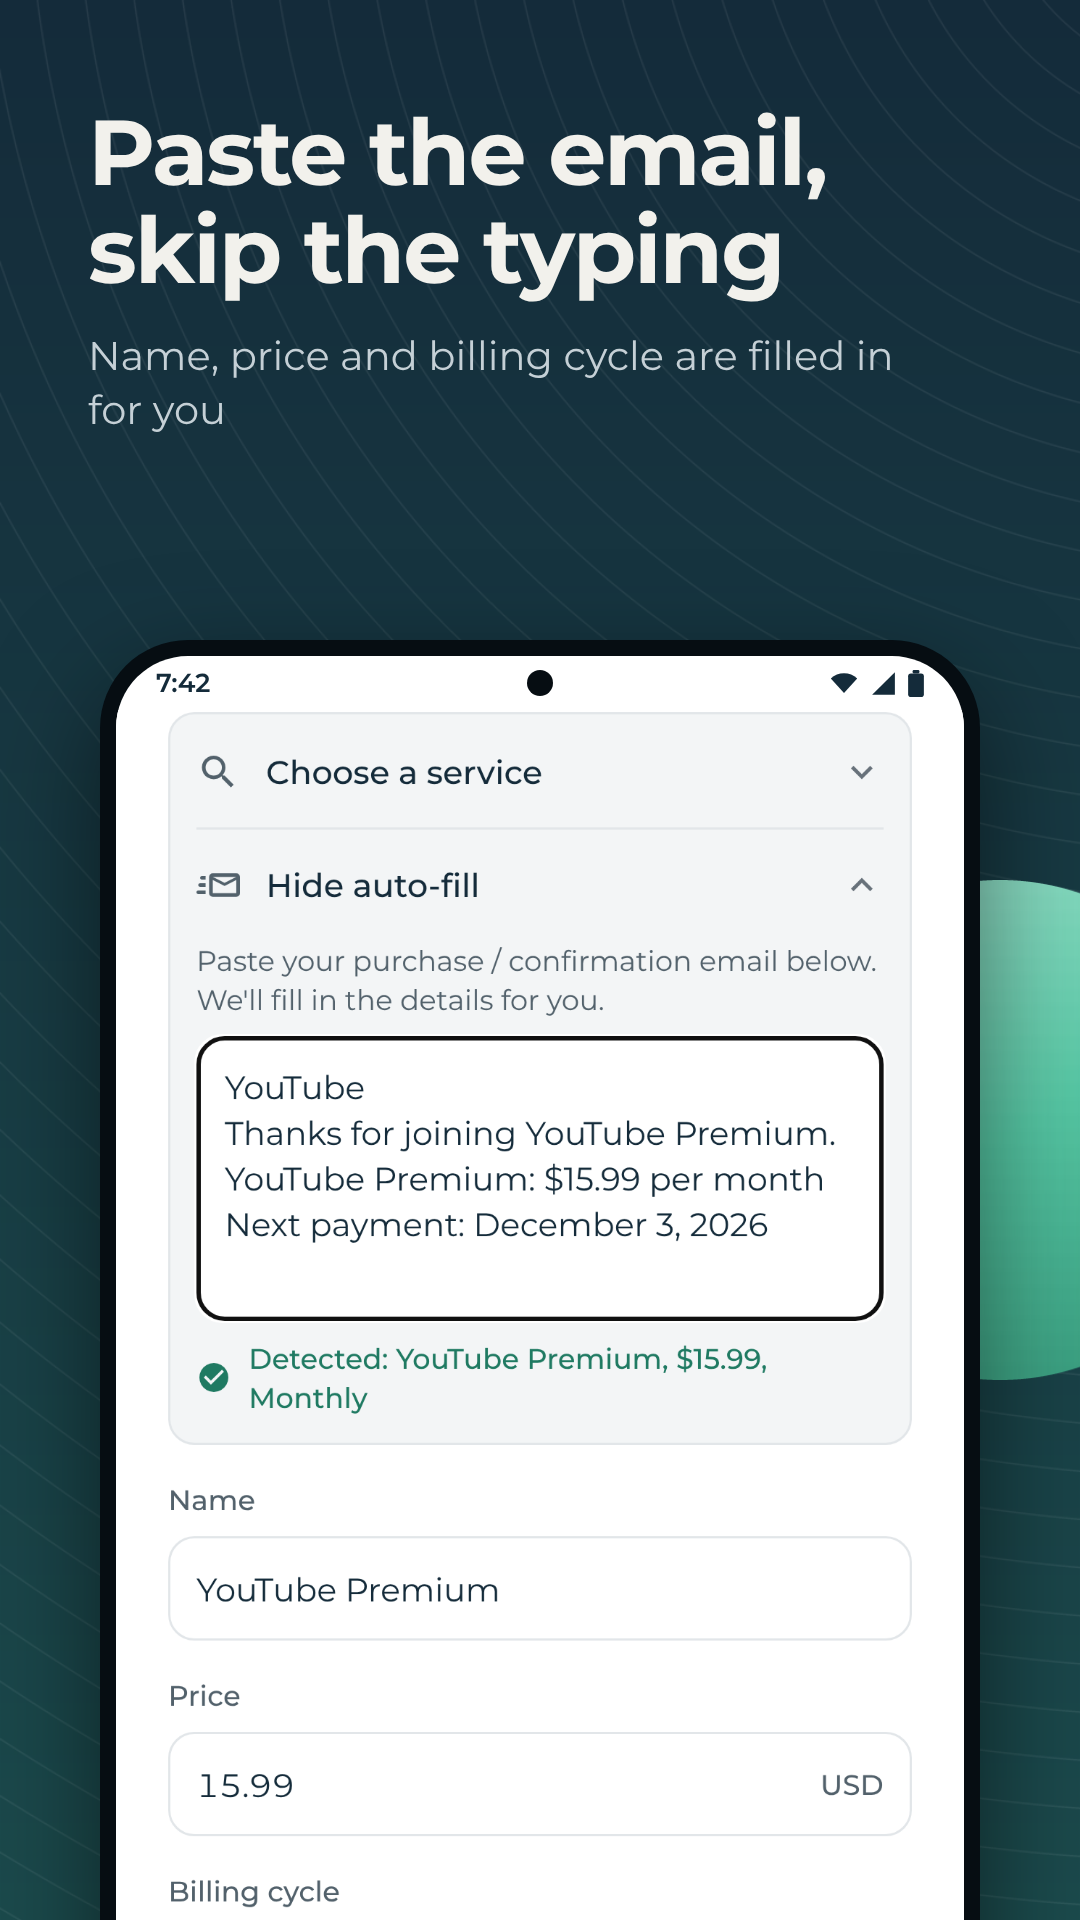 Paste the email,
skip the typing
Name, price and billing cycle are filled in
for you
7:42
Choose a service
Hide auto-fill
Paste your purchase / confirmation email below.
We'll fill in the details for you.
YouTube
Thanks for joining YouTube Premium.
YouTube Premium: $15.99 per month
Next payment: December 3, 2026
Detected: YouTube Premium, $15.99,
Monthly
Name
YouTube Premium
Price
15.99 USD
Billing cycle